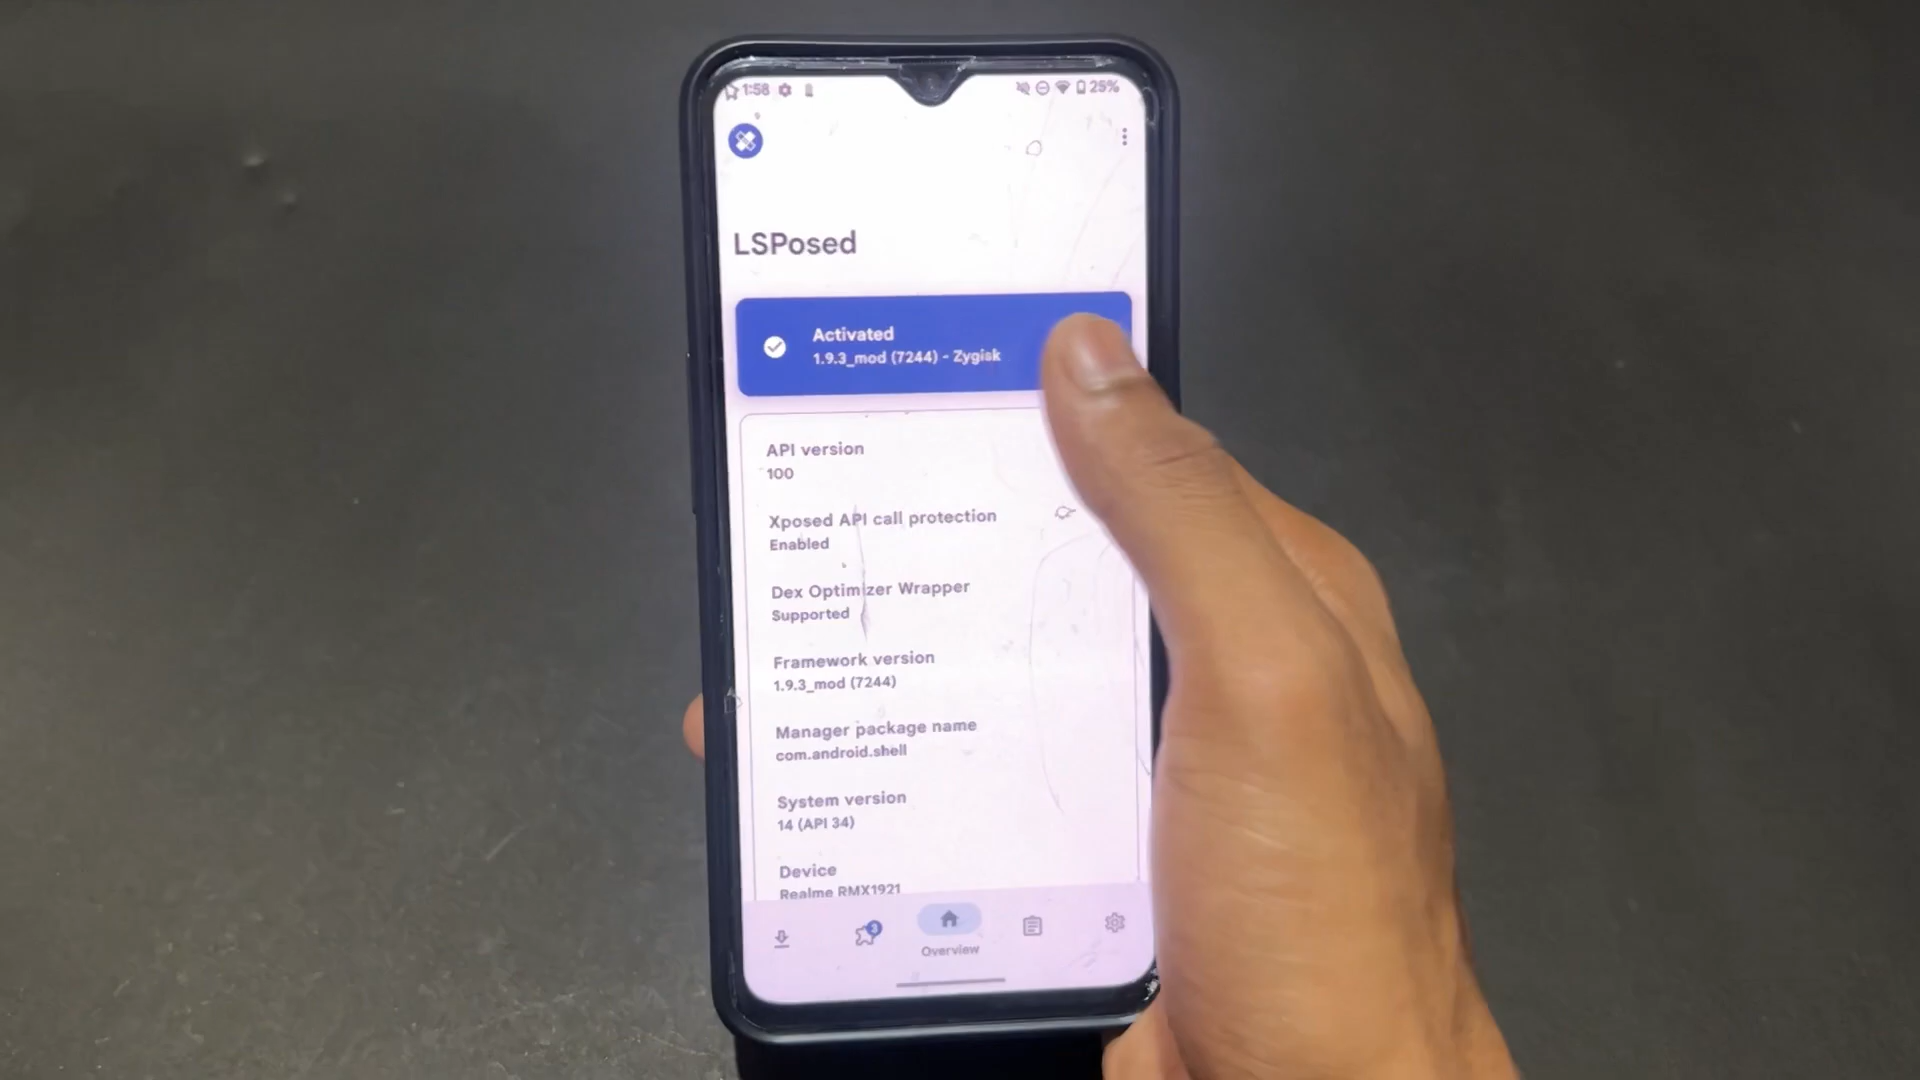 1:58
25%
LSPosed
Activated
1.9.3_mod (7244) - Zygisk
API version
100
Xposed API call protection
Enabled
Dex Optimizer Wrapper
Supported
Framework version
1.9.3_mod (7244)
Manager package name
com.android.shell
System version
14 (API 34)
Device
Realme RMX1921
3
Overview